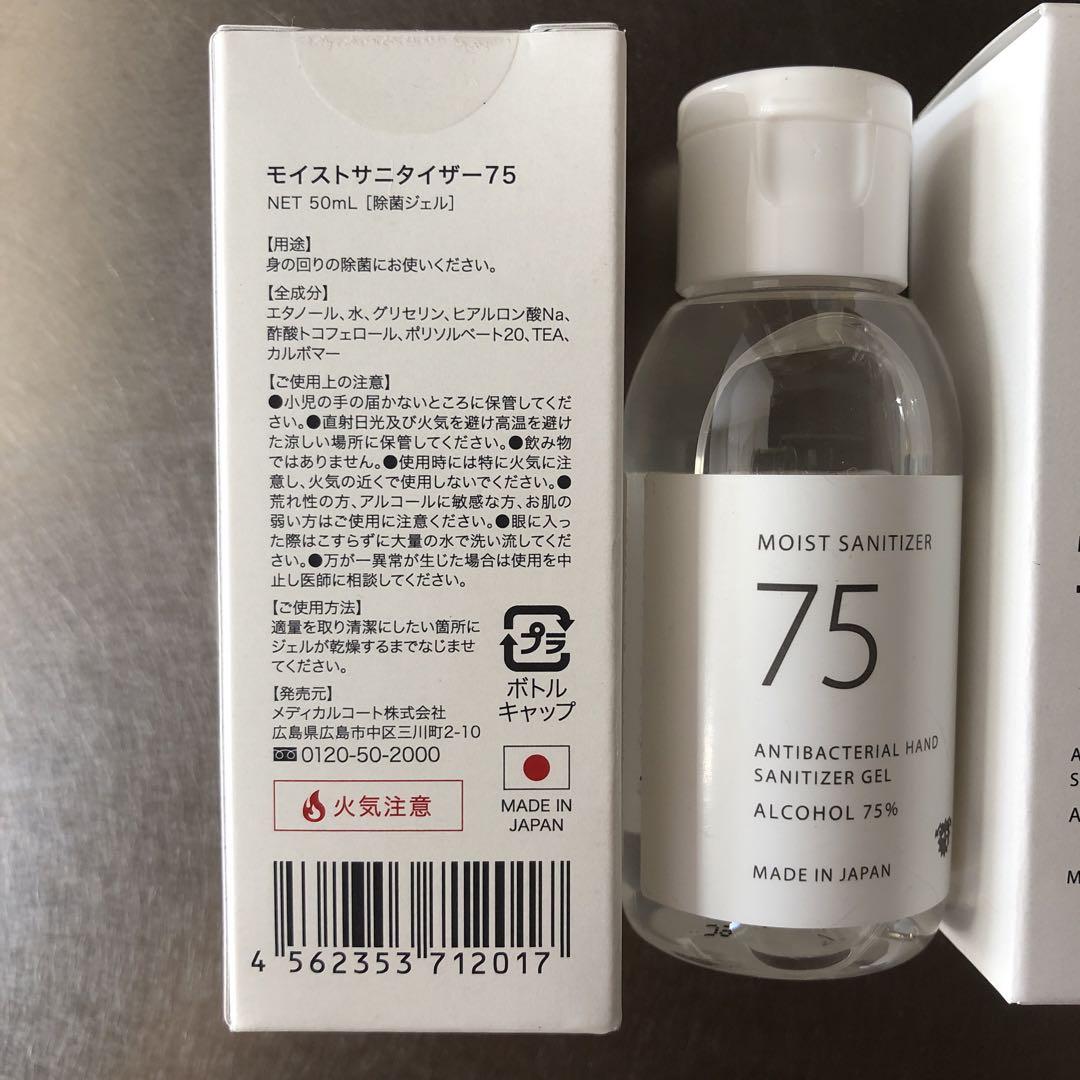 モイストサニタイザー75
NET 50mL [除菌ジェル]
【用途】
身の回りの除菌にお使いください。
【全成分】
エタノール、水、グリセリン、ヒアルロン酸Na、
酢酸トコフェロール、ポリソルベート20、TEA、
カルボマー
【ご使用上の注意】
●小児の手の届かないところに保管してくだ
さい。●直射日光及び火気を避け高温を避け
た涼しい場所に保管してください。●飲み物
ではありません。●使用時には特に火気に注
意し、火気の近くで使用しないでください。●
荒れ性の方、アルコールに敏感な方、お肌の
弱い方はご使用に注意ください。●眼に入っ
た際はこすらずに大量の水で洗い流してくだ
さい。●万が一異常が生じた場合は使用を中
止し医師に相談してください。
【ご使用方法】
適量を取り清潔にしたい箇所に
ジェルが乾燥するまでなじませ
てください。
【発売元】
メディカルコート株式会社
広島県広島市中区三川町2-10
0120-50-2000
火気注意
プラ
ボトル
キャップ
MADE IN
JAPAN
4 562353 712017
MOIST SANITIZER
75
ANTIBACTERIAL HAND
SANITIZER GEL
ALCOHOL 75%
MADE IN JAPAN